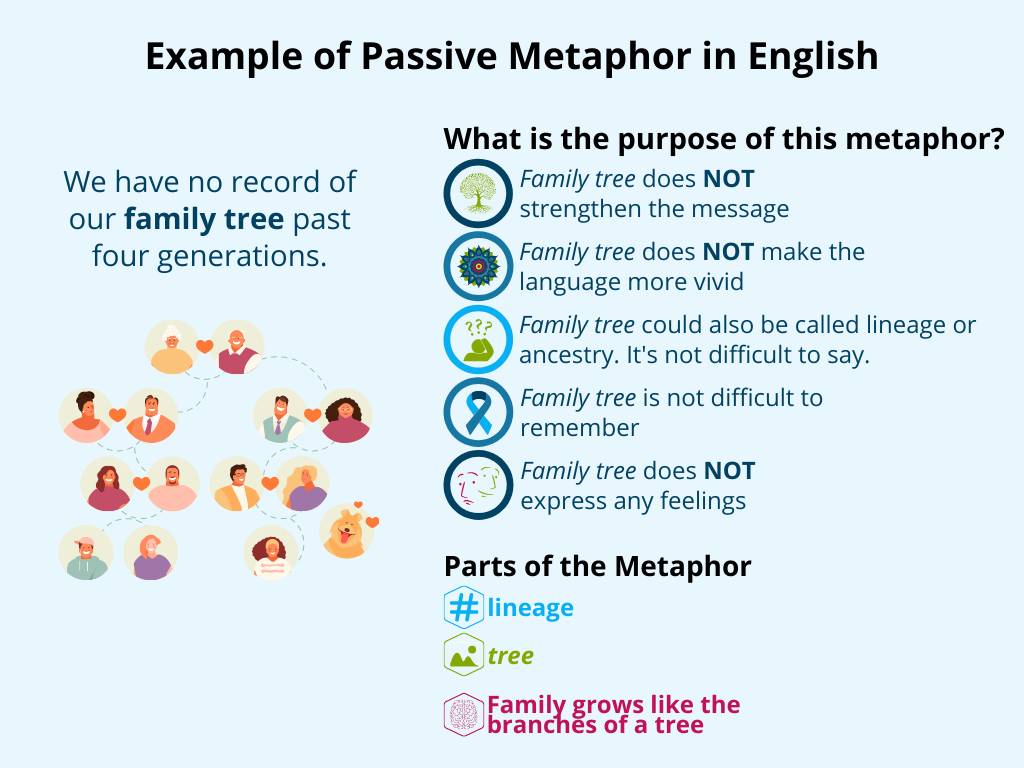 Example of Passive Metaphor in English
We have no record of
our family tree past
four generations.
What is the purpose of this metaphor?
Family tree does NOT
strengthen the message
Family tree does NOT make the
language more vivid
Family tree could also be called lineage or
ancestry. It's not difficult to say.
Family tree is not difficult to
remember
Family tree does NOT
express any feelings
Parts of the Metaphor
# lineage
tree
Family grows like the
branches of a tree